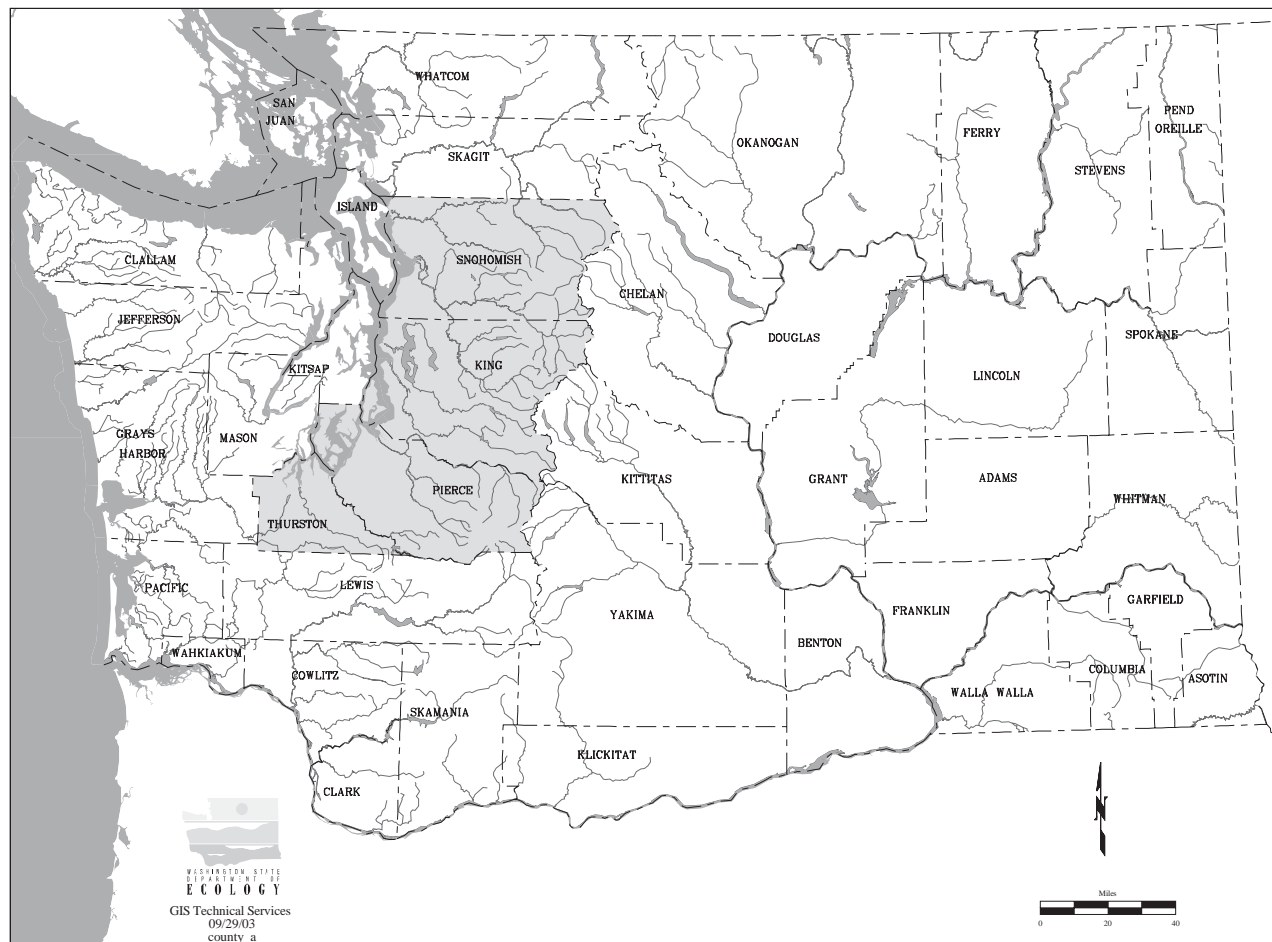 WHATCOM
SAN
JUAN
SKAGIT
OKANOGAN
FERRY
PEND
OREILLE
STEVENS
ISLAND
CLALLAM
SNOHOMISH
CHELAN
JEFFERSON
DOUGLAS
SPOKANE
KITSAP
KING
LINCOLN
GRAYS
HARBOR
MASON
KITTITAS
GRANT
ADAMS
PIERCE
WHITMAN
THURSTON
LEWIS
PACIFIC
YAKIMA
FRANKLIN
GARFIELD
WAHKIAKUM
BENTON
COWLITZ
COLUMBIA
ASOTIN
WALLA WALLA
SKAMANIA
KLICKITAT
CLARK
N
WASHINGTON STATE
DEPARTMENT OF
ECOLOGY
GIS Technical Services
09/29/03
county_a
Miles
0 20 40